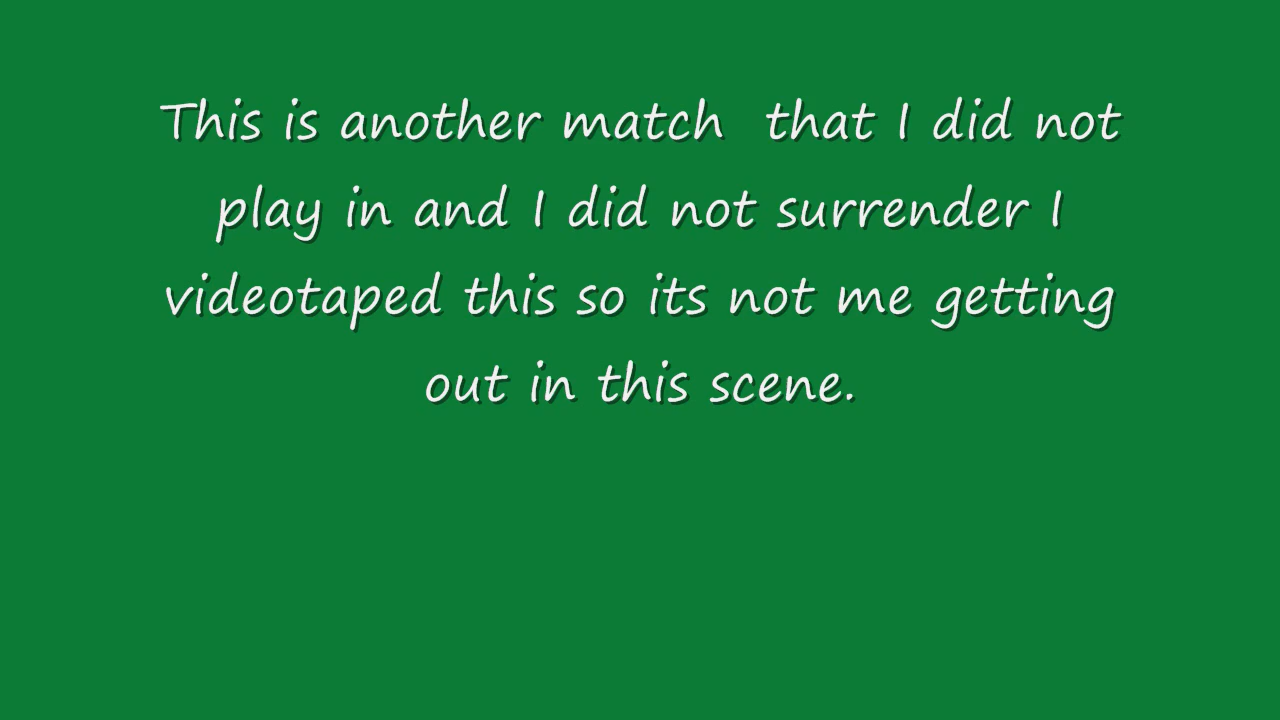 This is another match  that I did not
play in and I did not surrender I
videotaped this so its not me getting
out in this scene.